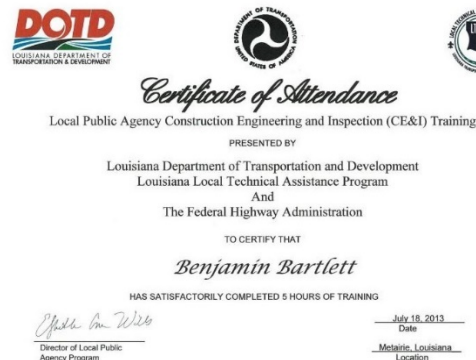 DOTD
LOUISIANA DEPARTMENT OF
TRANSPORTATION & DEVELOPMENT
DEPARTMENT OF TRANSPORTATION
UNITED STATES OF AMERICA
Certificate of Attendance
Local Public Agency Construction Engineering and Inspection (CE&I) Training
PRESENTED BY
Louisiana Department of Transportation and Development
Louisiana Local Technical Assistance Program
And
The Federal Highway Administration
TO CERTIFY THAT
Benjamin Bartlett
HAS SATISFACTORILY COMPLETED 5 HOURS OF TRAINING
July 18, 2013
Date
Director of Local Public
Agency Program
Metairie, Louisiana
Location